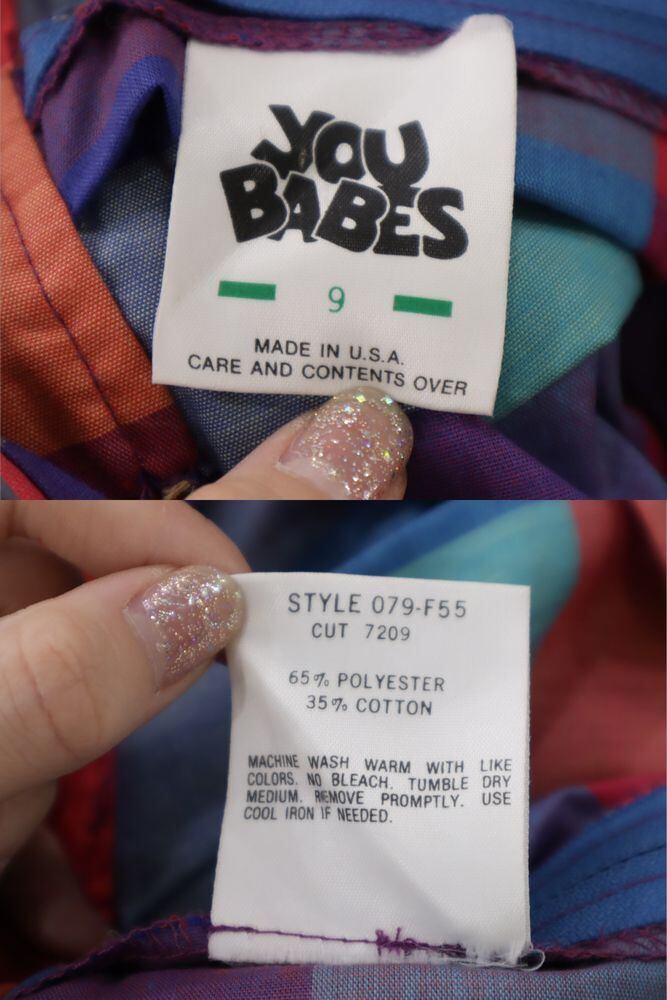 YOU
BABES
9
MADE IN U.S.A.
CARE AND CONTENTS OVER
STYLE 079-F55
CUT 7209
65% POLYESTER
35% COTTON
MACHINE WASH WARM WITH LIKE
COLORS. NO BLEACH. TUMBLE DRY
MEDIUM. REMOVE PROMPTLY. USE
COOL IRON IF NEEDED.